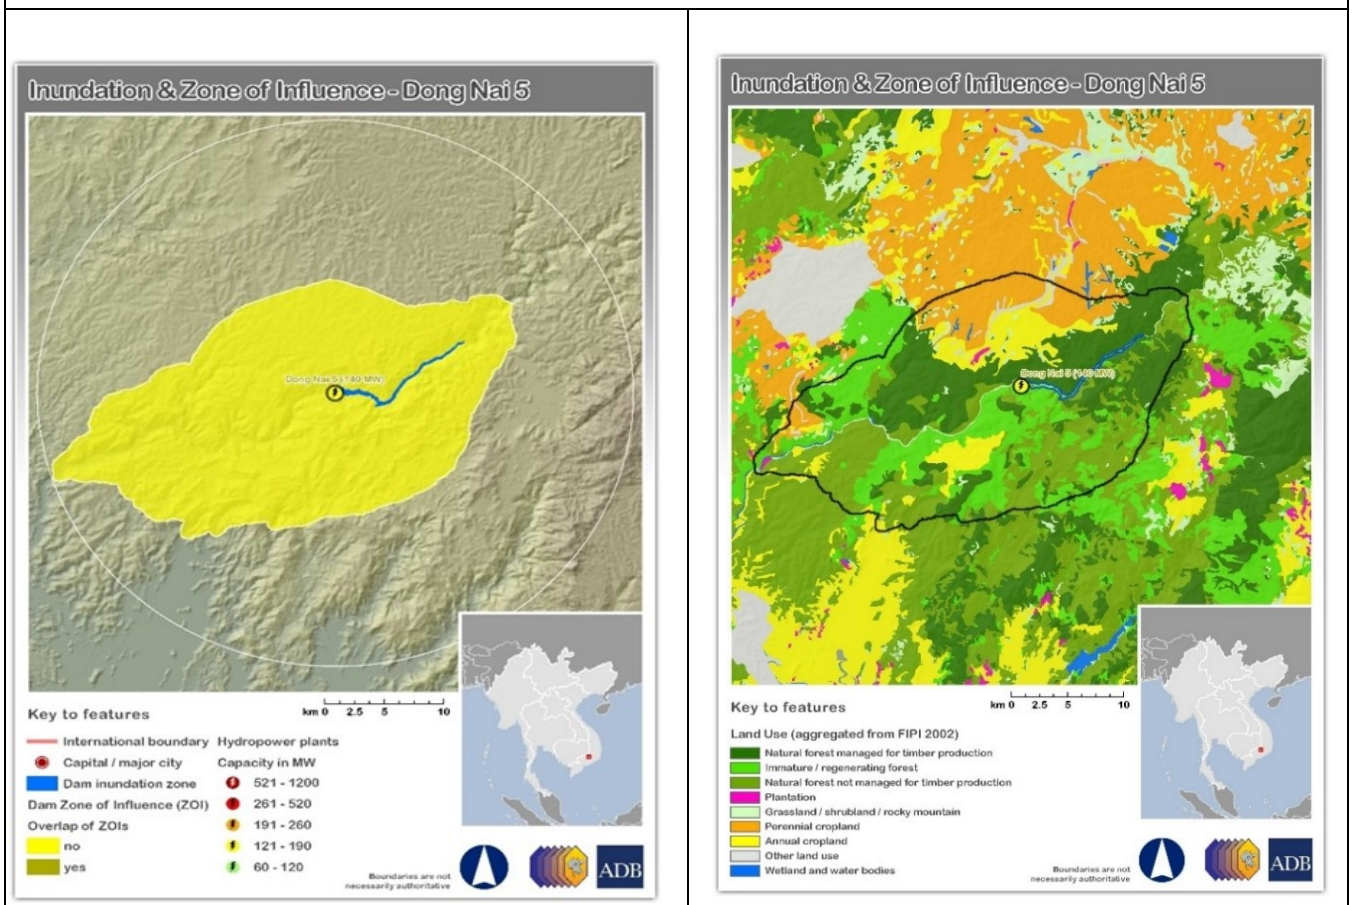 Inundation & Zone of Influence - Dong Nai 5
Dong Nai 5 (140 MW)
km 0 2.5 5 10
Key to features
International boundary
Capital / major city
Dam inundation zone
Dam Zone of Influence (ZOI)
Overlap of ZOIs
no
yes
Hydropower plants
Capacity in MW
521 - 1200
261 - 520
191 - 260
121 - 190
60 - 120
Boundaries are not
necessarily authoritative
ADB
Inundation & Zone of Influence - Dong Nai 5
Dong Nai 5 (140 MW)
km 0 2.5 5 10
Key to features
Land Use (aggregated from FIPI 2002)
Natural forest managed for timber production
Immature / regenerating forest
Natural forest not managed for timber production
Plantation
Grassland / shrubland / rocky mountain
Perennial cropland
Annual cropland
Other land use
Wetland and water bodies
Boundaries are not
necessarily authoritative
ADB